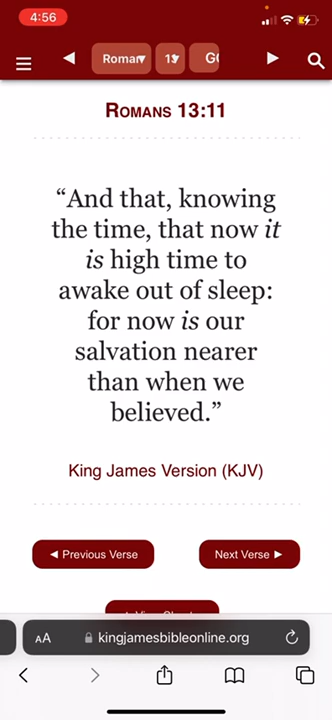 4:56
Roman
GO
ROMANS 13:11
“And that, knowing
the time, that now it
is high time to
awake out of sleep:
for now is our
salvation nearer
than when we
believed.”
King James Version (KJV)
◄ Previous Verse
Next Verse ►
AA kingjamesbibleonline.org